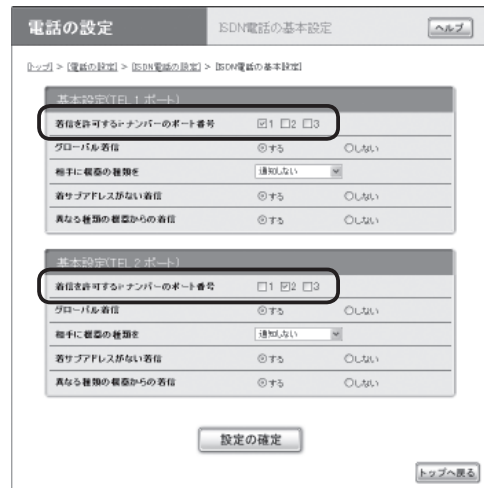 電話の設定 ISDN電話の基本設定 ヘルプ
[トップ] > [電話の設定] > [ISDN電話の設定] > [ISDN電話の基本設定]
基本設定(TEL 1 ポート)
着信を許可するi・ナンバーのポート番号 ☑1 □2 □3
グローバル着信 ◎する ○しない
相手に機器の種類を 通知しない
着サブアドレスがない着信 ◎する ○しない
異なる種類の機器からの着信 ◎する ○しない
基本設定(TEL 2 ポート)
着信を許可するi・ナンバーのポート番号 □1 ☑2 □3
グローバル着信 ◎する ○しない
相手に機器の種類を 通知しない
着サブアドレスがない着信 ◎する ○しない
異なる種類の機器からの着信 ◎する ○しない
設定の確定
トップへ戻る